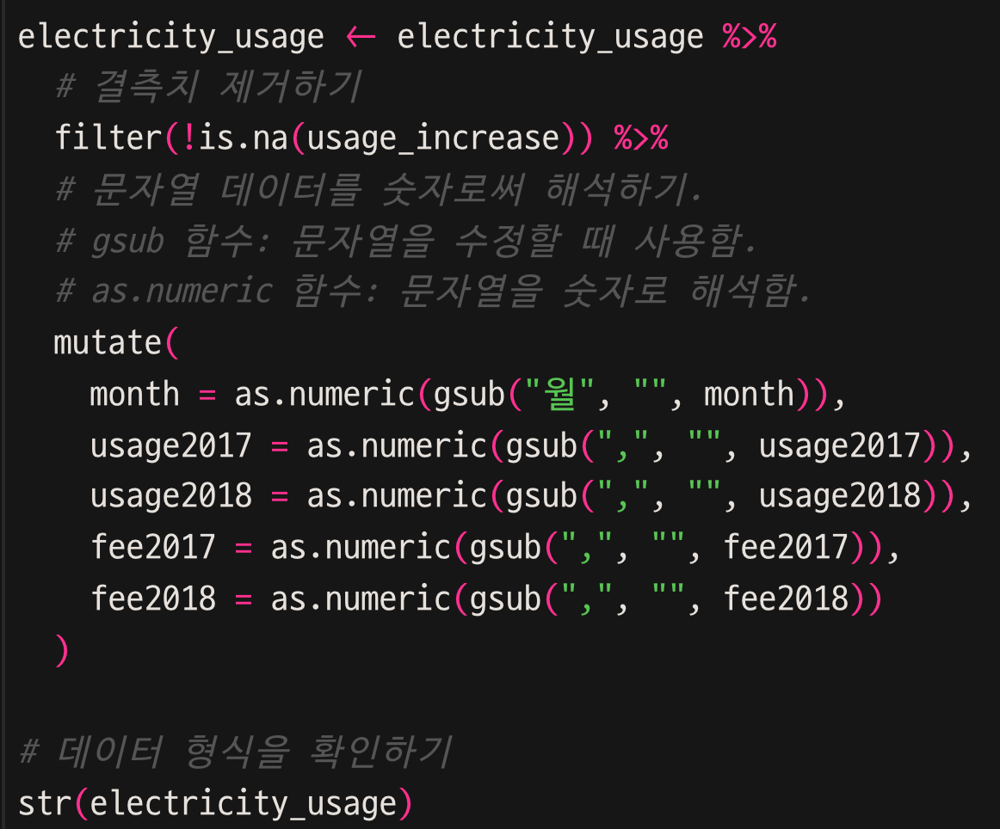 electricity_usage <- electricity_usage %>%
# 결측치 제거하기
filter(!is.na(usage_increase)) %>%
# 문자열 데이터를 숫자로써 해석하기.
# gsub 함수: 문자열을 수정할 때 사용함.
# as.numeric 함수: 문자열을 숫자로 해석함.
mutate(
month = as.numeric(gsub("월", "", month)),
usage2017 = as.numeric(gsub(",", "", usage2017)),
usage2018 = as.numeric(gsub(",", "", usage2018)),
fee2017 = as.numeric(gsub(",", "", fee2017)),
fee2018 = as.numeric(gsub(",", "", fee2018))
)
# 데이터 형식을 확인하기
str(electricity_usage)